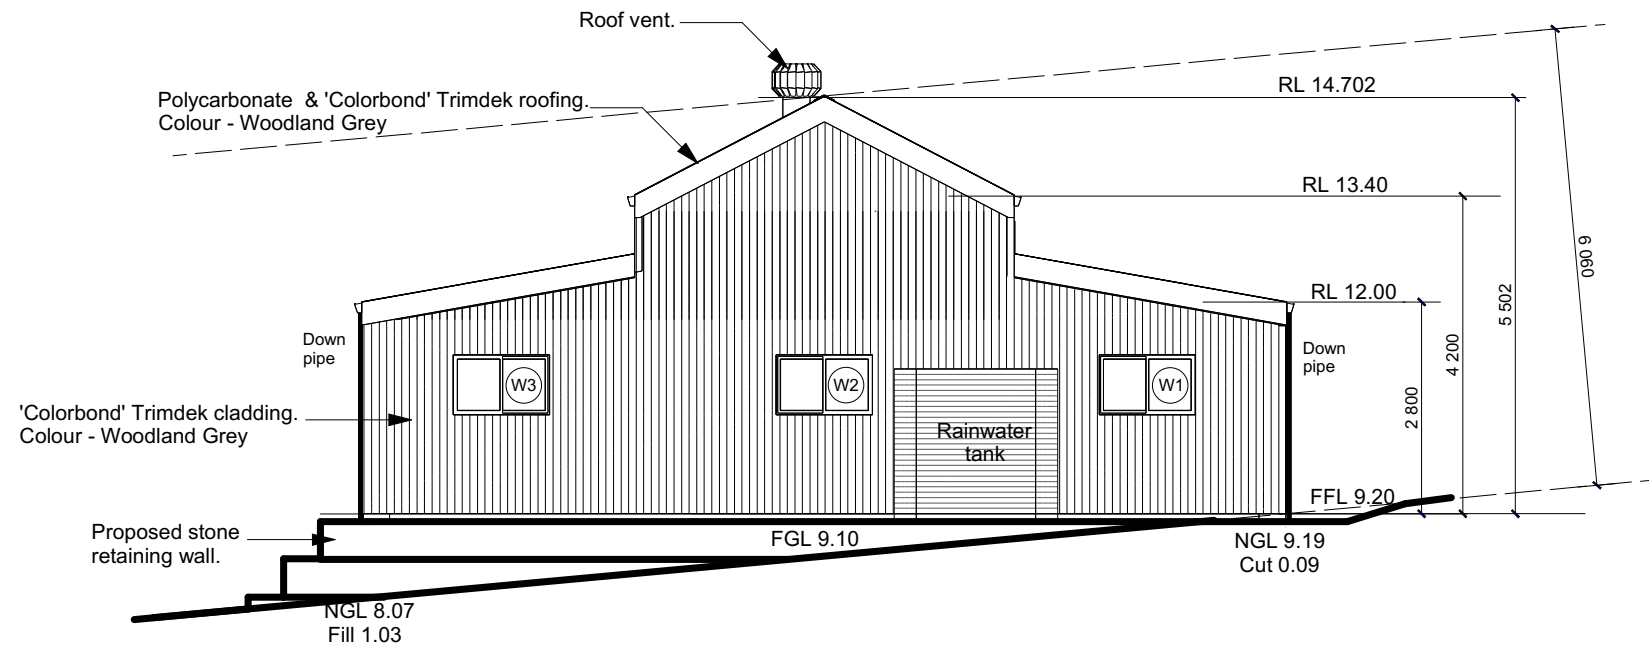 Roof vent.
Polycarbonate & 'Colorbond' Trimdek roofing.
Colour - Woodland Grey
RL 14.702
RL 13.40
6 060
RL 12.00
5 502
4 200
2 800
Down
pipe
Down
pipe
W3
W2
W1
'Colorbond' Trimdek cladding.
Colour - Woodland Grey
Rainwater
tank
FFL 9.20
Proposed stone
retaining wall.
FGL 9.10
NGL 9.19
Cut 0.09
NGL 8.07
Fill 1.03